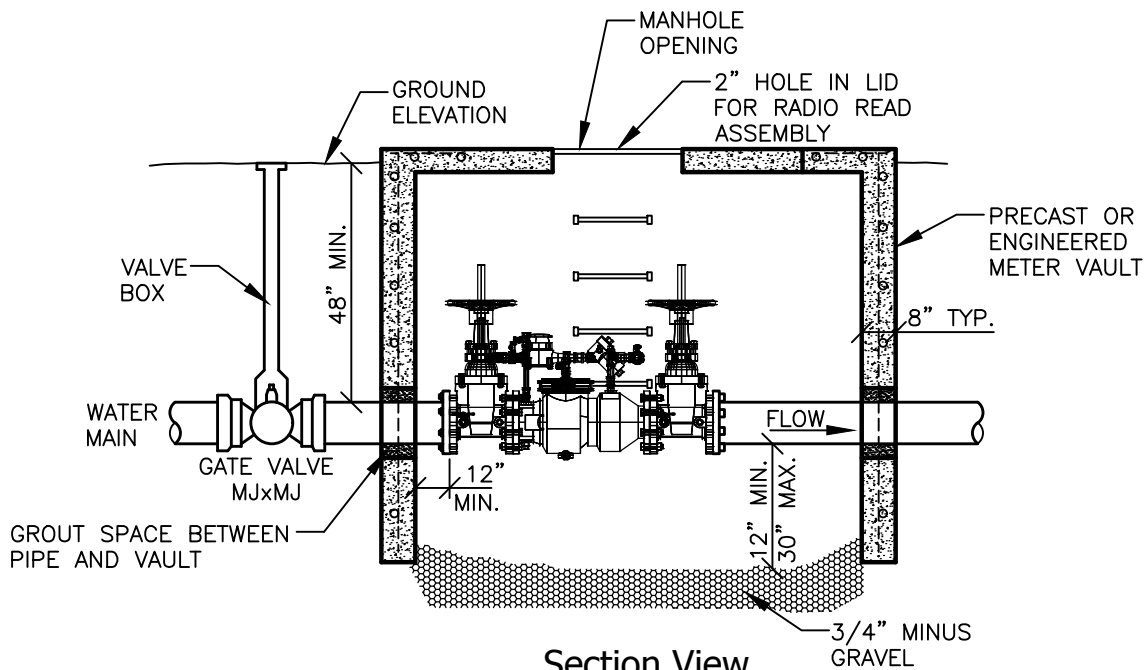 MANHOLE
OPENING
2” HOLE IN LID
FOR RADIO READ
ASSEMBLY
GROUND
ELEVATION
PRECAST OR
ENGINEERED
METER VAULT
VALVE
BOX
48” MIN.
8” TYP.
WATER
MAIN
FLOW
GATE VALVE
MJxMJ
12”
MIN.
12” MIN.
30” MAX.
GROUT SPACE BETWEEN
PIPE AND VAULT
3/4” MINUS
GRAVEL
Section View